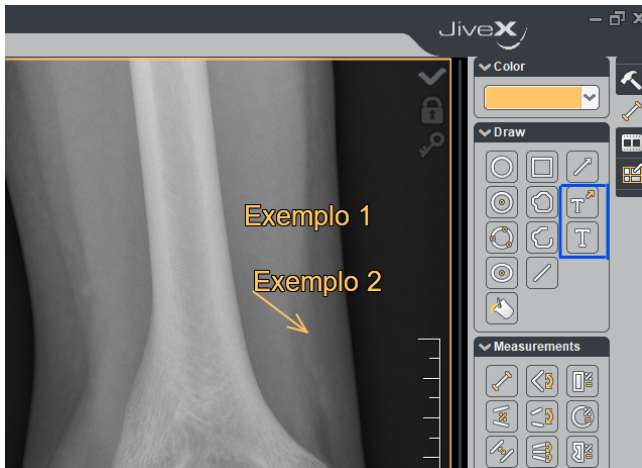 JiveX
Color
Draw
Exemplo 1
T
T
Exemplo 2
Measurements